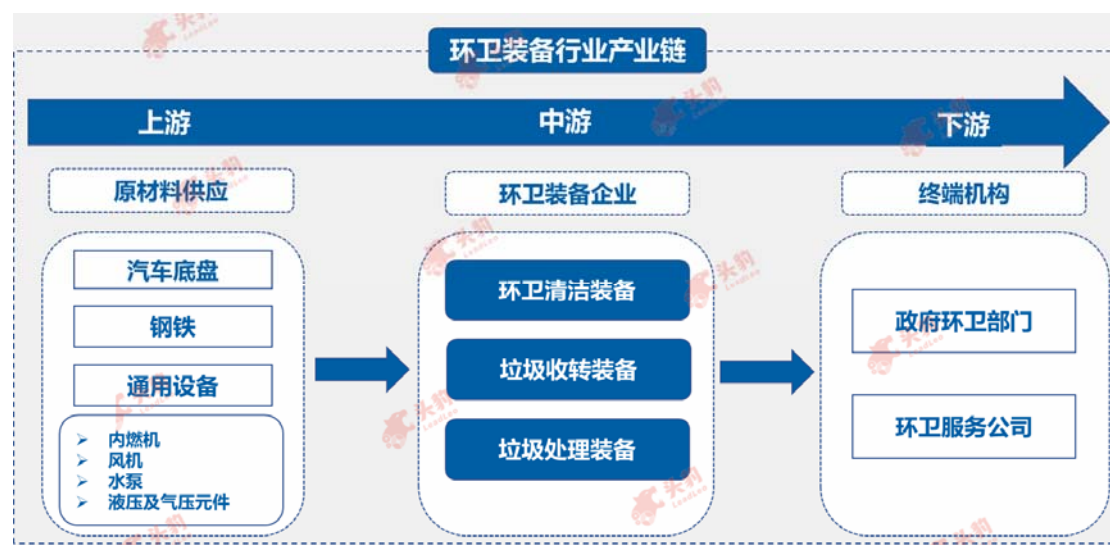 环卫装备行业产业链
上游
中游
下游
原材料供应
汽车底盘
钢铁
通用设备
➢ 内燃机
➢ 风机
➢ 水泵
➢ 液压及气压元件
环卫装备企业
环卫清洁装备
垃圾收转装备
垃圾处理装备
终端机构
政府环卫部门
环卫服务公司
头豹
LeadLeo